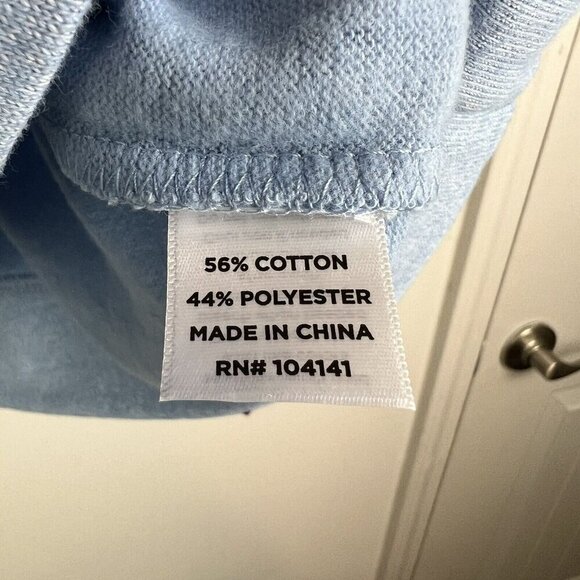 56% COTTON
44% POLYESTER
MADE IN CHINA
RN# 104141